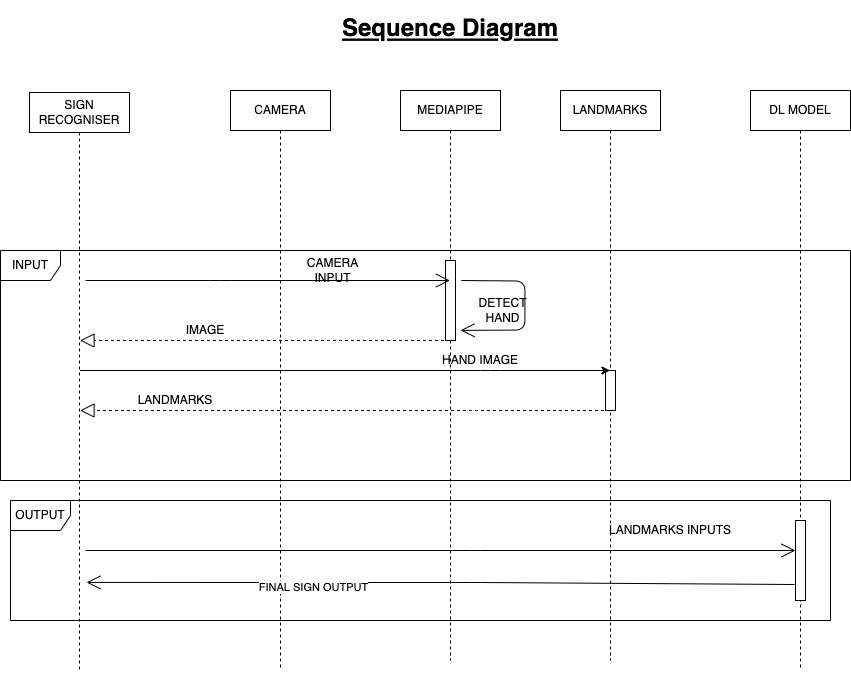 Sequence Diagram
SIGN
RECOGNISER
CAMERA
MEDIAPIPE
LANDMARKS
DL MODEL
INPUT
CAMERA
INPUT
DETECT
HAND
IMAGE
HAND IMAGE
LANDMARKS
OUTPUT
LANDMARKS INPUTS
FINAL SIGN OUTPUT